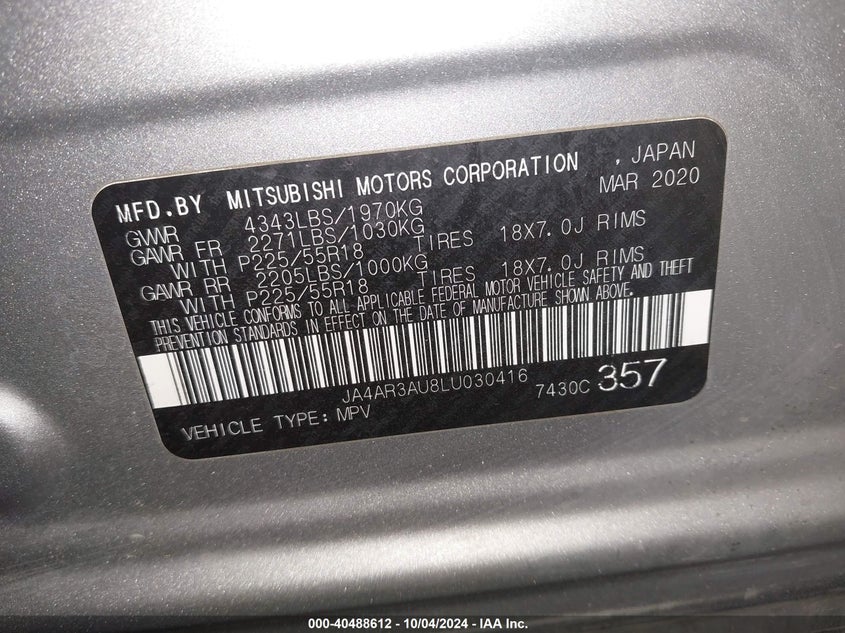 MFD.BY MITSUBISHI MOTORS CORPORATION , JAPAN
MAR 2020
GVWR 4343LBS/1970KG
GAWR FR 2271LBS/1030KG
WITH P225/55R18 TIRES 18X7.0J RIMS
GAWR RR 2205LBS/1000KG
WITH P225/55R18 TIRES 18X7.0J RIMS
THIS VEHICLE CONFORMS TO ALL APPLICABLE FEDERAL MOTOR VEHICLE SAFETY AND THEFT
PREVENTION STANDARDS IN EFFECT ON THE DATE OF MANUFACTURE SHOWN ABOVE.
JA4AR3AU8LU030416 7430C 357
VEHICLE TYPE: MPV
000-40488612 - 10/04/2024 - IAA Inc.